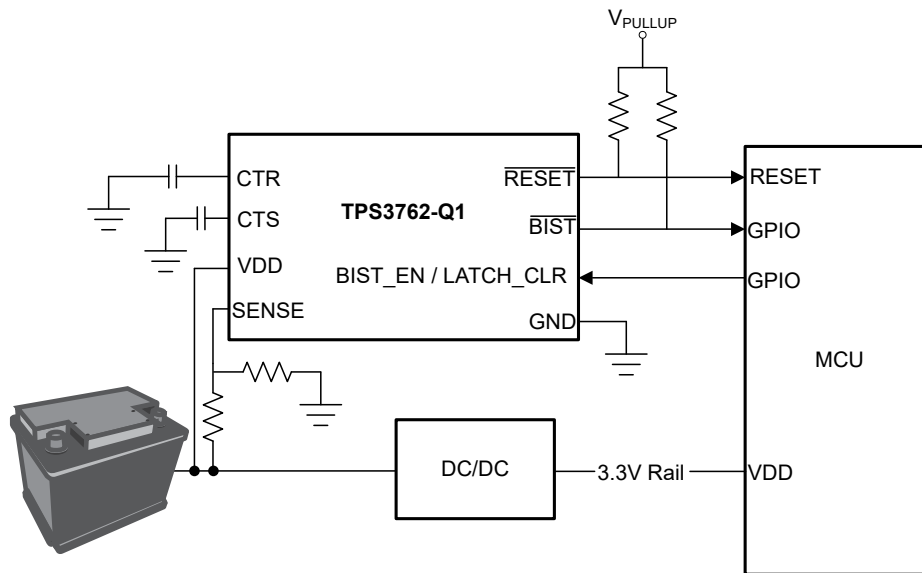 VPULLUP
CTR
CTS
VDD
SENSE
TPS3762-Q1
RESET
BIST
BIST_EN / LATCH_CLR
GND
RESET
GPIO
GPIO
MCU
VDD
DC/DC
3.3V Rail